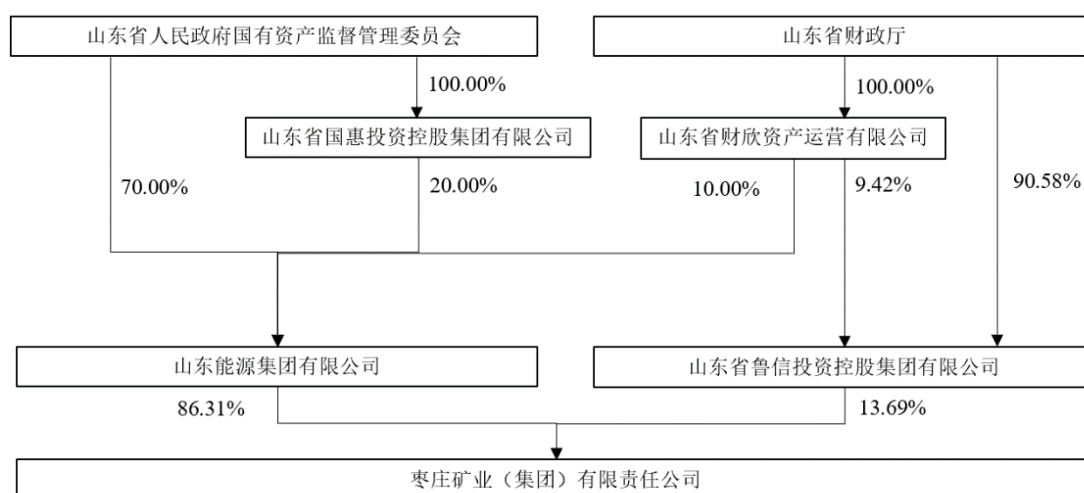 山东省人民政府国有资产监督管理委员会
山东省财政厅
100.00%
100.00%
山东省国惠投资控股集团有限公司
山东省财欣资产运营有限公司
70.00%
20.00%
10.00%
9.42%
90.58%
山东能源集团有限公司
山东省鲁信投资控股集团有限公司
86.31%
13.69%
枣庄矿业（集团）有限责任公司